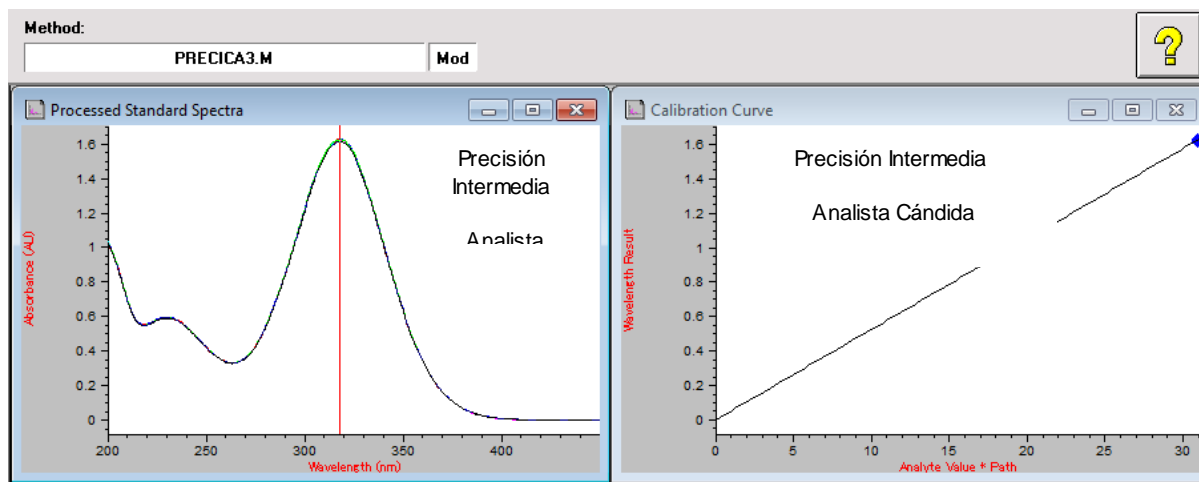 Method:
PRECICA3.M
Mod
Processed Standard Spectra
Precisión
Intermedia
Analista
Absorbance (AU)
1.6
1.4
1.2
1
0.8
0.6
0.4
0.2
0
200
250
300
350
400
Wavelength (nm)
Calibration Curve
Precisión Intermedia
Analista Cándida
Wavelength Result
1.6
1.4
1.2
1
0.8
0.6
0.4
0.2
0
0
5
10
15
20
25
30
Analyte Value * Path